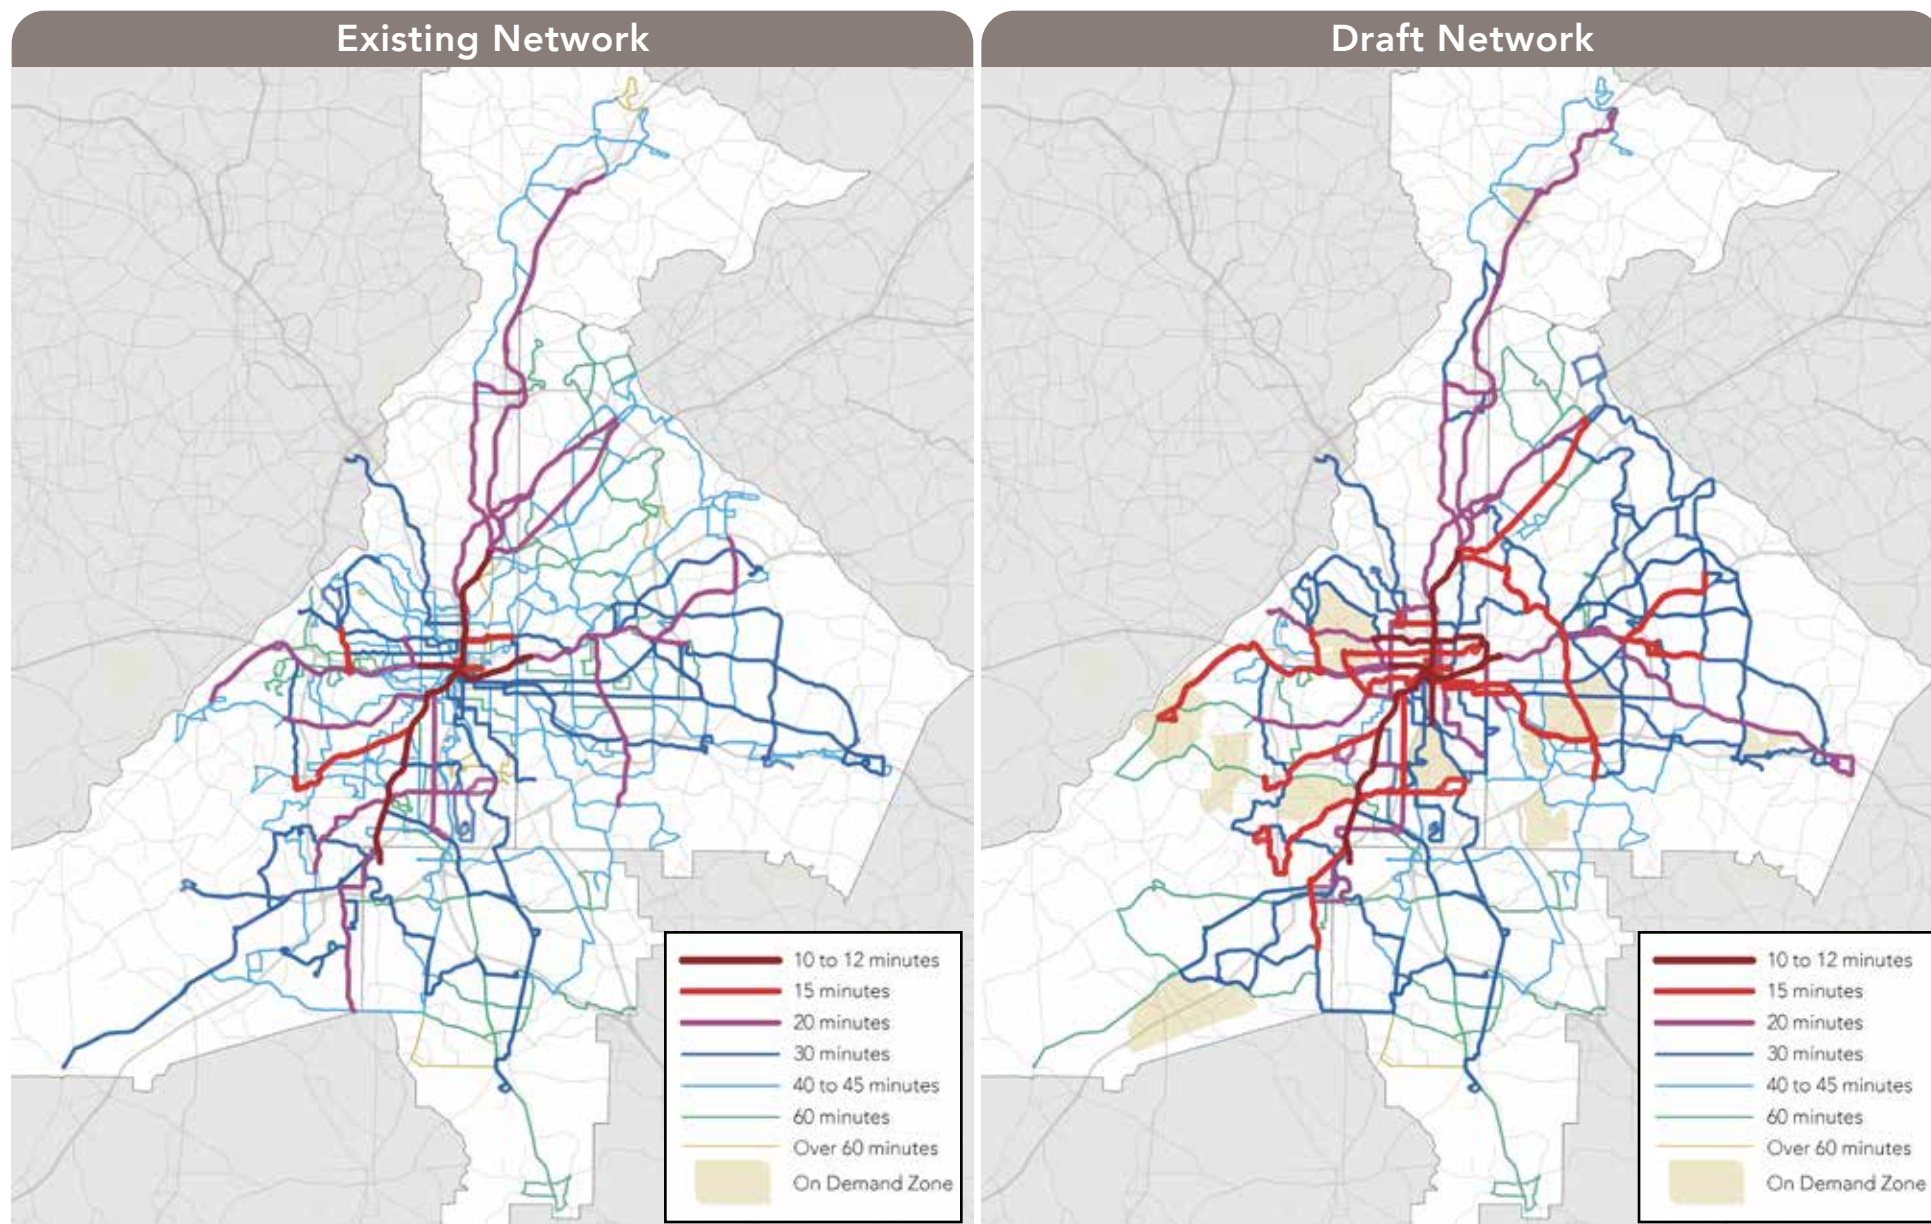 Existing Network
10 to 12 minutes
15 minutes
20 minutes
30 minutes
40 to 45 minutes
60 minutes
Over 60 minutes
On Demand Zone
Draft Network
10 to 12 minutes
15 minutes
20 minutes
30 minutes
40 to 45 minutes
60 minutes
Over 60 minutes
On Demand Zone